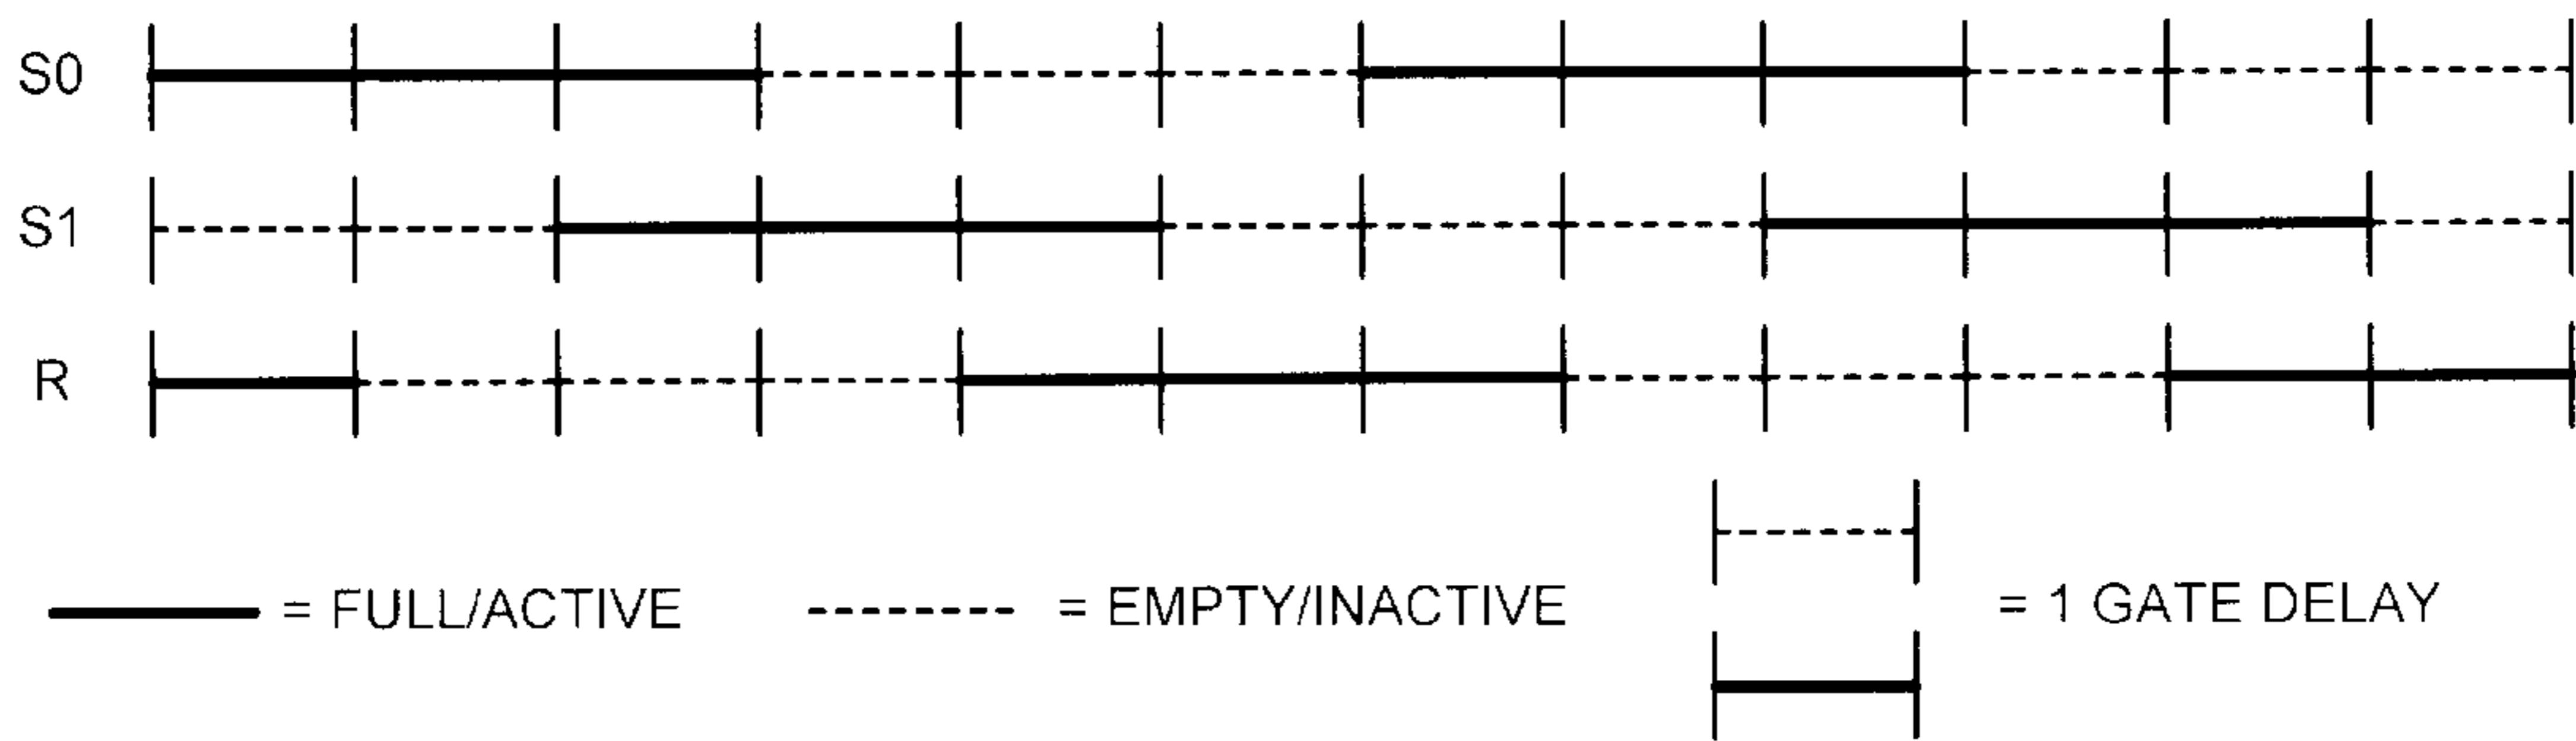 S0
S1
R
= FULL/ACTIVE = EMPTY/INACTIVE = 1 GATE DELAY